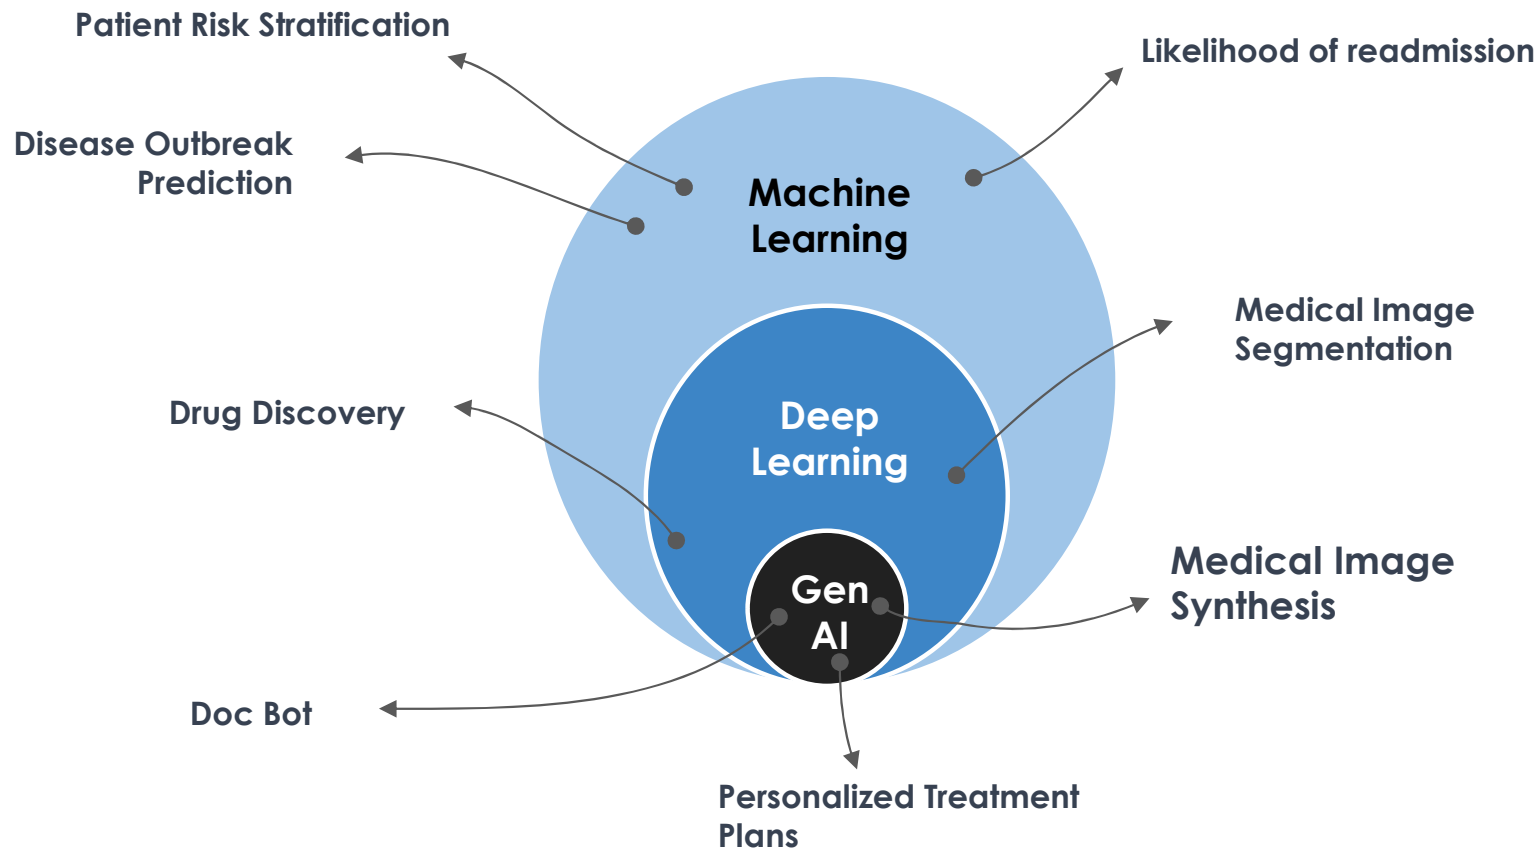 Patient Risk Stratification
Likelihood of readmission
Disease Outbreak
Prediction
Machine
Learning
Medical Image
Segmentation
Drug Discovery
Deep
Learning
Medical Image
Synthesis
Gen
AI
Doc Bot
Personalized Treatment
Plans